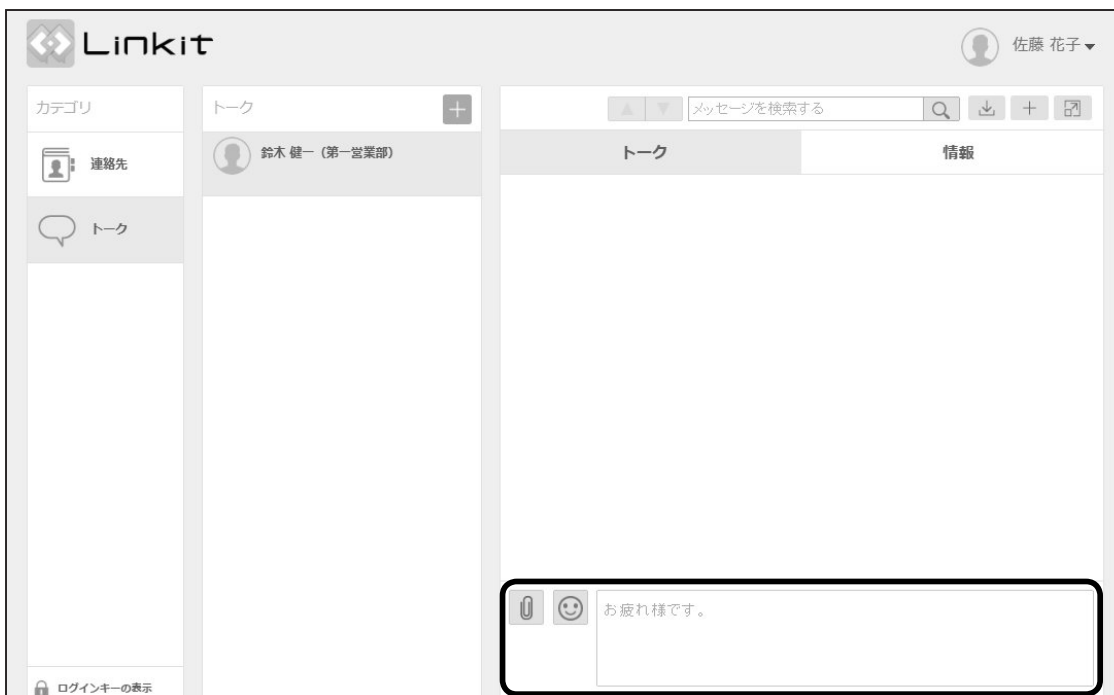 Linkit
佐藤 花子
カテゴリ
連絡先
トーク
ログインキーの表示
トーク
鈴木 健一（第一営業部）
メッセージを検索する
トーク
情報
お疲れ様です。